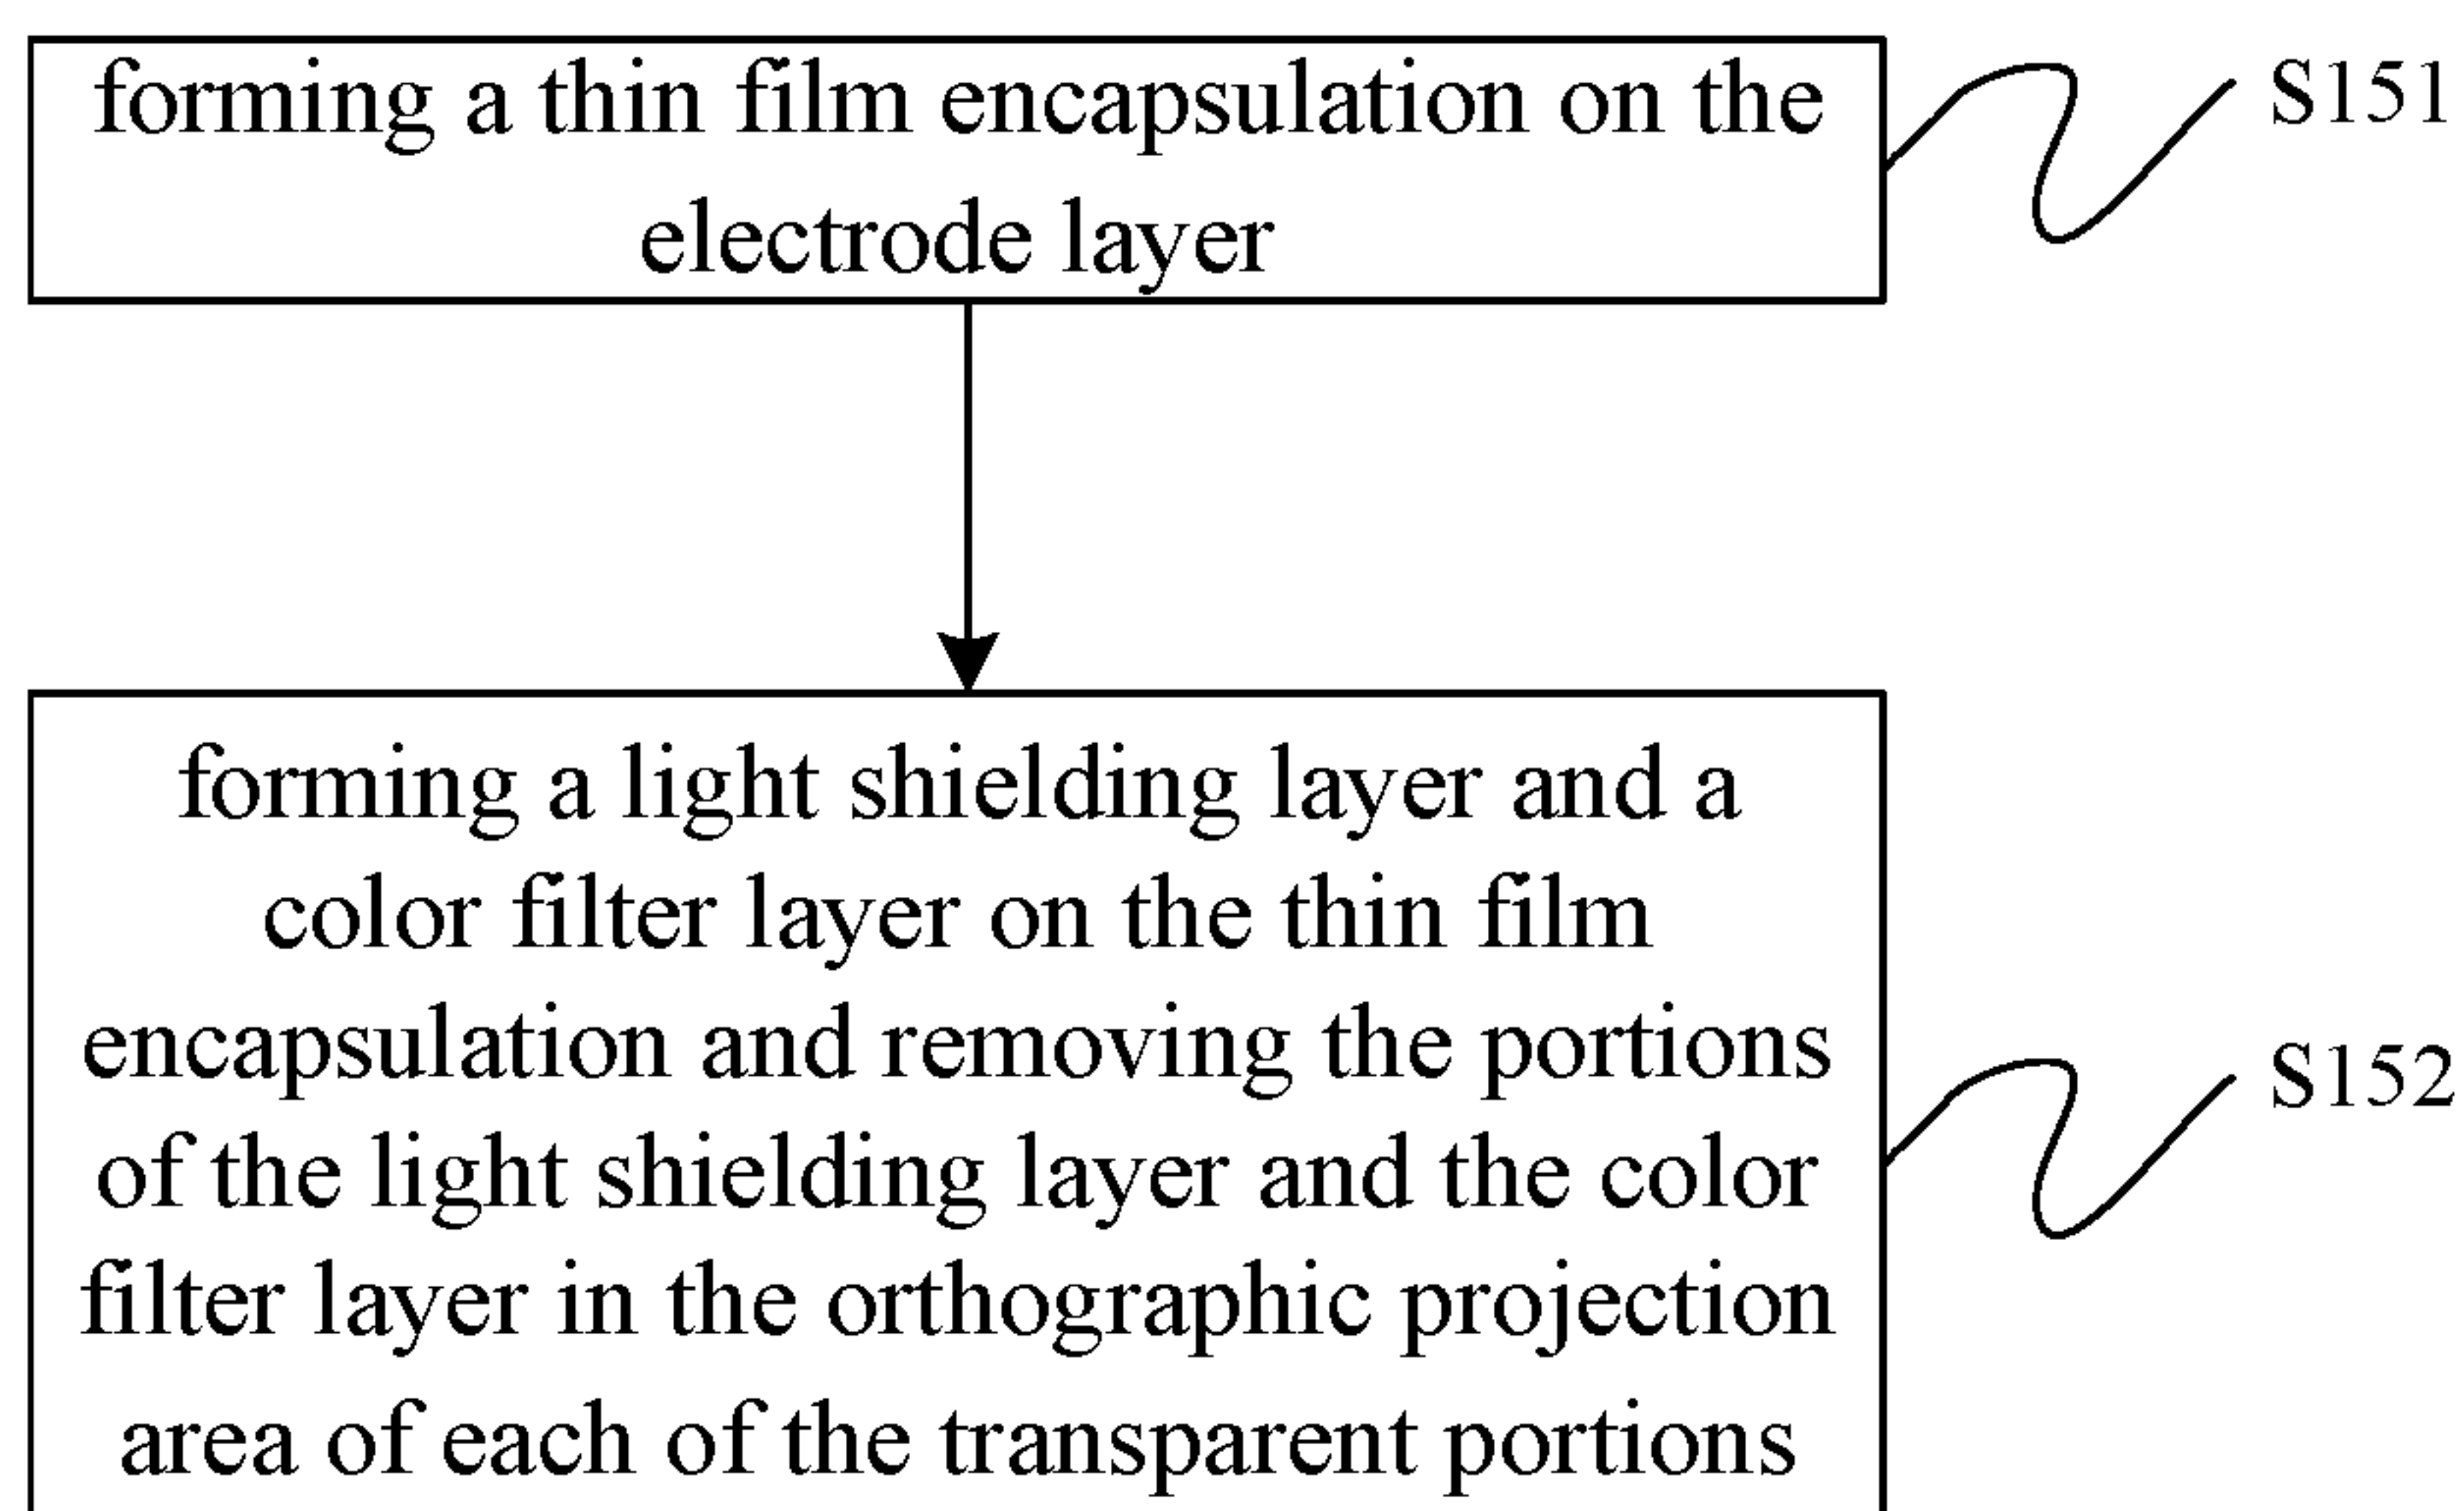 forming a thin film encapsulation on the
electrode layer
S151
forming a light shielding layer and a
color filter layer on the thin film
encapsulation and removing the portions
of the light shielding layer and the color
filter layer in the orthographic projection
area of each of the transparent portions
S152